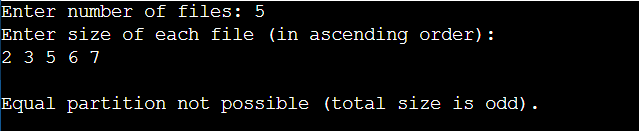 Enter number of files: 5
Enter size of each file (in ascending order):
2 3 5 6 7
Equal partition not possible (total size is odd).